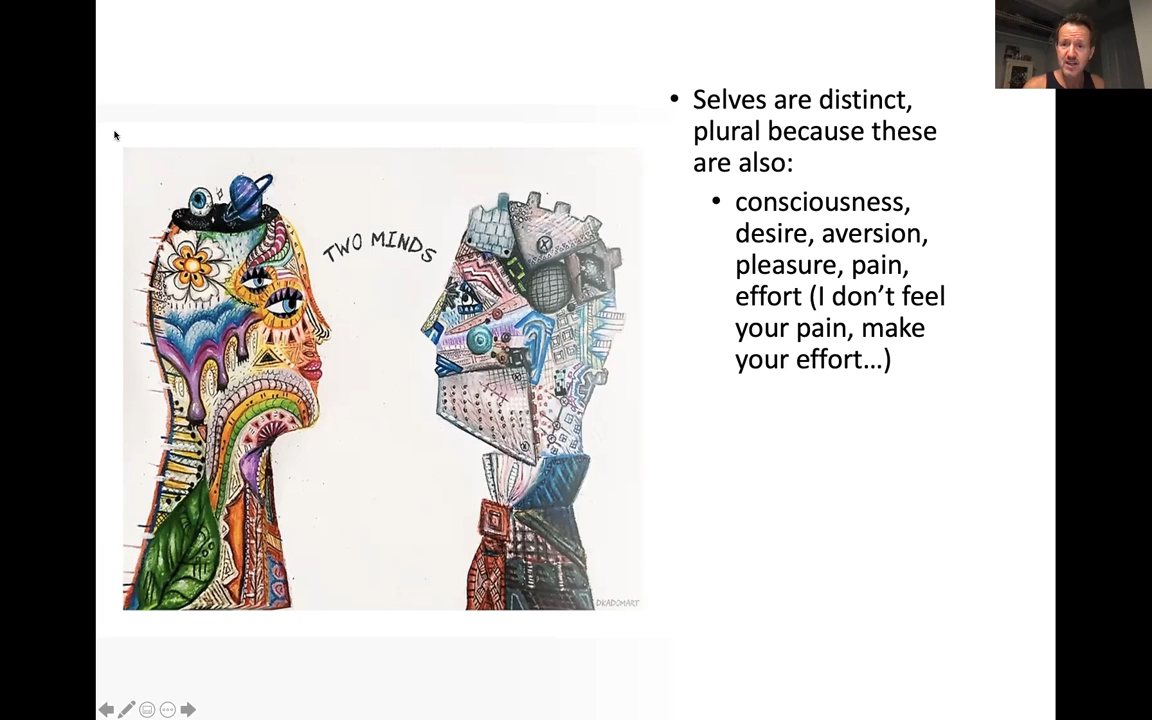 • Selves are distinct,
plural because these
are also:
• consciousness,
desire, aversion,
pleasure, pain,
effort (I don’t feel
your pain, make
your effort…)
TWO MINDS
DKADOMART